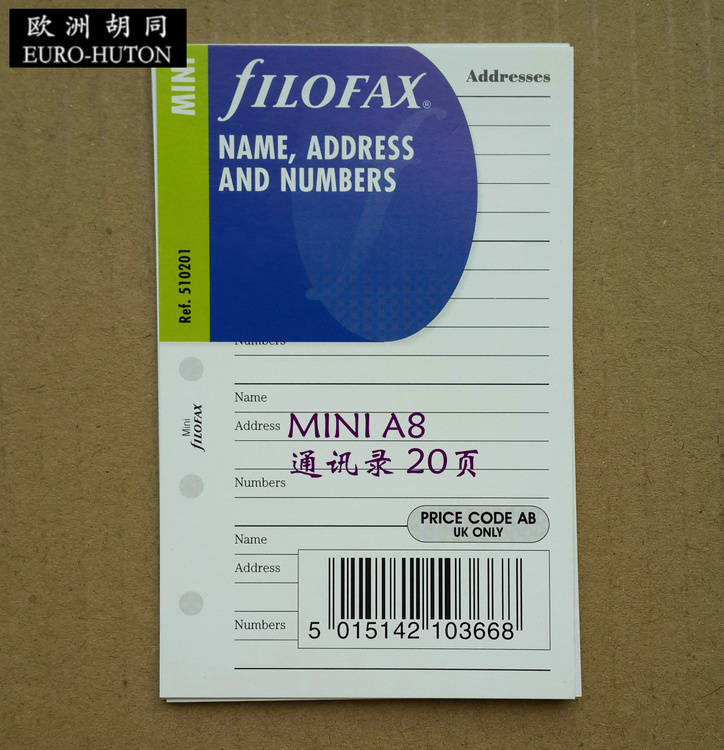 欧洲胡同
EURO-HUTON
MINI
fILOFAX®
NAME, ADDRESS
AND NUMBERS
Ref. 510201
Addresses
Numbers
Name
Address
MINI A8
通讯录 20页
Numbers
Mini
fILOFAX
PRICE CODE AB
UK ONLY
Name
Address
Numbers
5 015142 103668